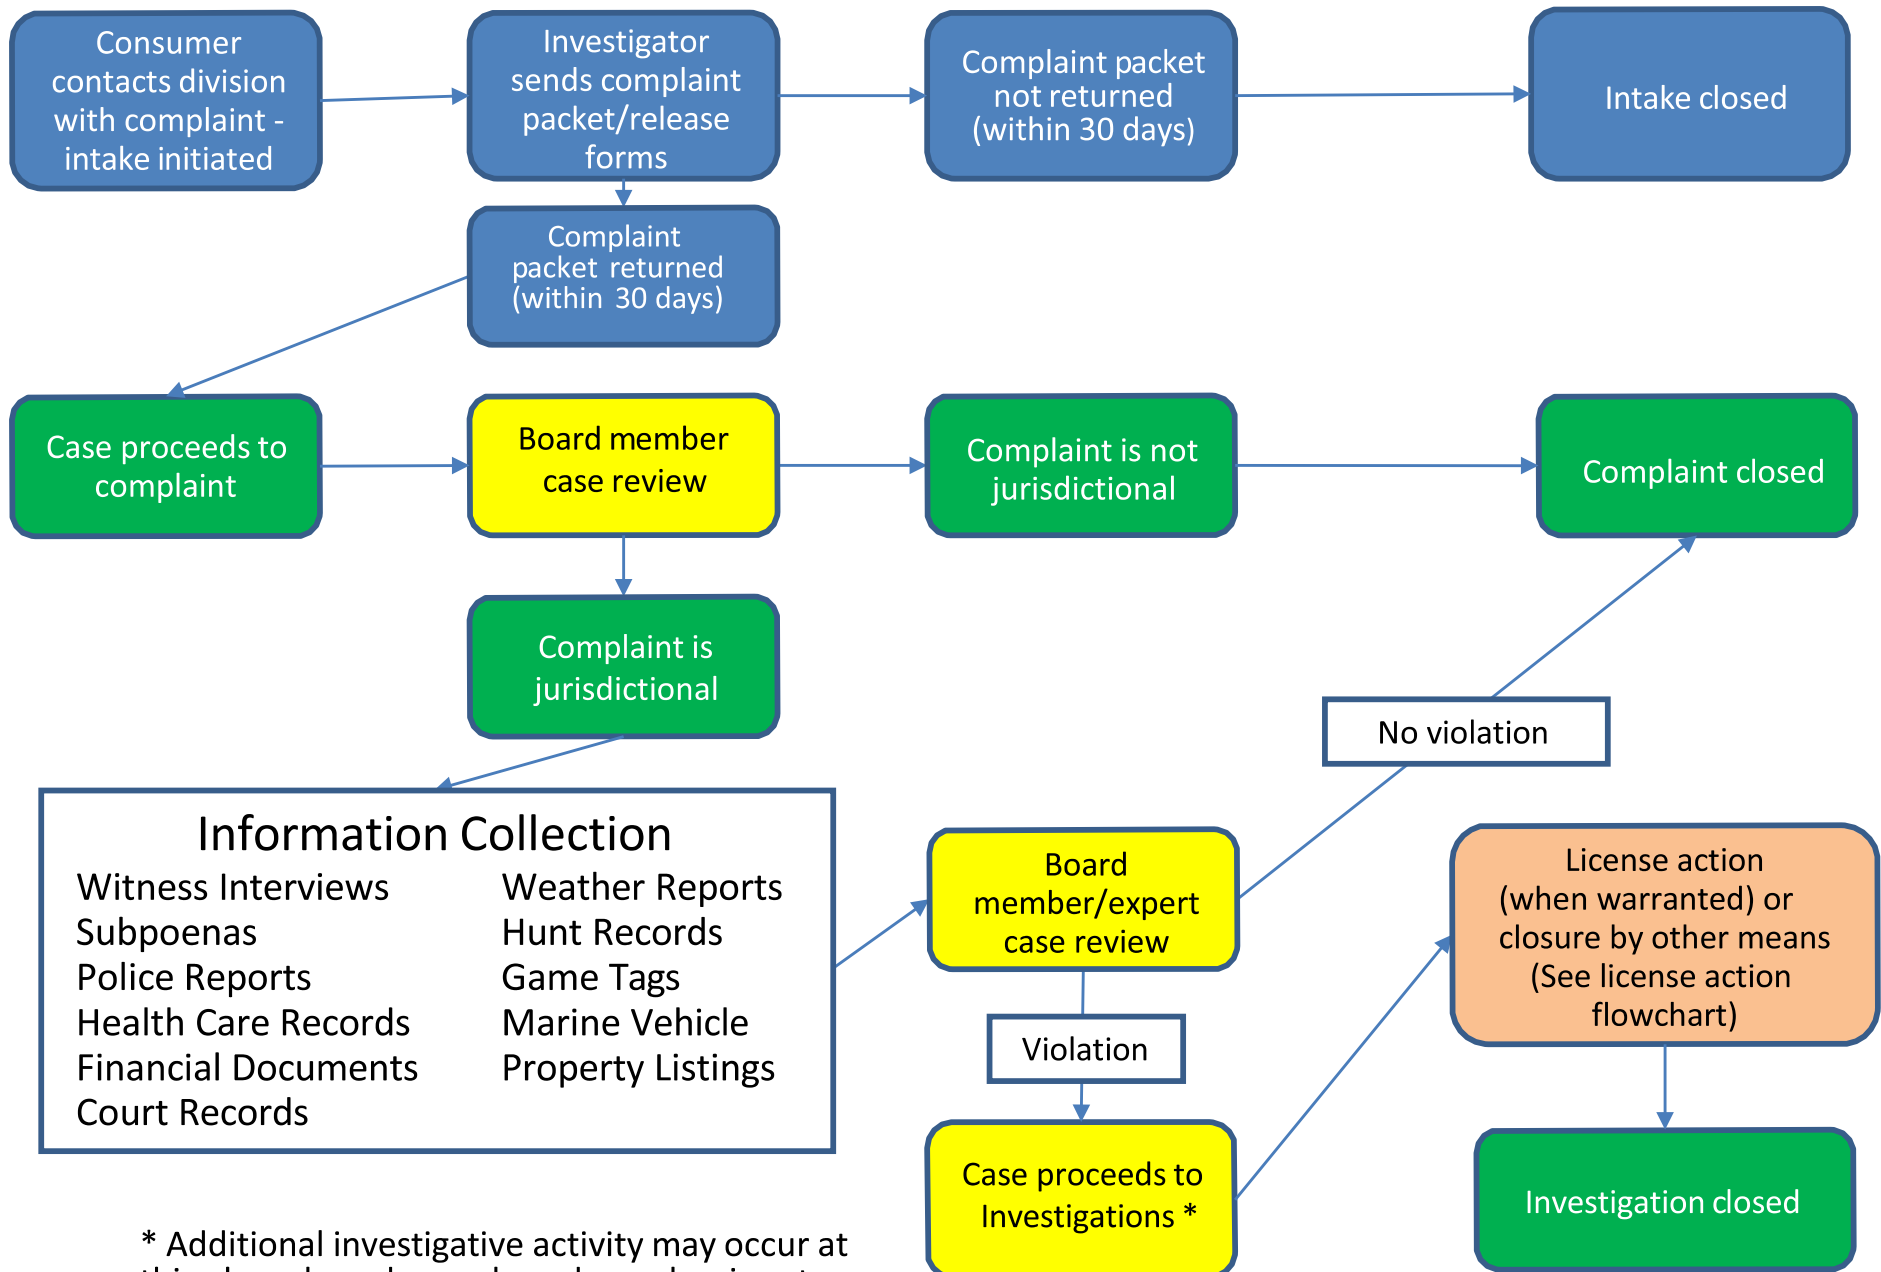 Consumer
contacts division
with complaint -
intake initiated
Investigator
sends complaint
packet/release
forms
Complaint packet
not returned
(within 30 days)
Intake closed
Complaint
packet returned
(within 30 days)
Case proceeds to
complaint
Board member
case review
Complaint is not
jurisdictional
Complaint closed
Complaint is
jurisdictional
No violation
Information Collection
Witness Interviews
Subpoenas
Police Reports
Health Care Records
Financial Documents
Court Records
Weather Reports
Hunt Records
Game Tags
Marine Vehicle
Property Listings
Board
member/expert
case review
Violation
Case proceeds to
Investigations *
License action
(when warranted) or
closure by other means
(See license action
flowchart)
Investigation closed
* Additional investigative activity may occur at